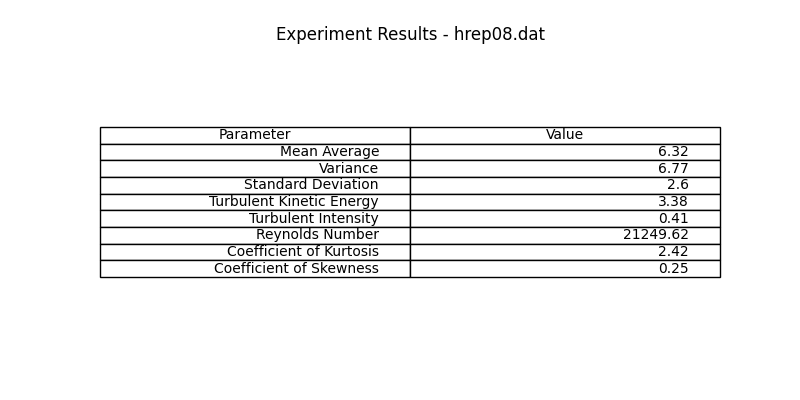 Experiment Results - hrep08.dat
Parameter Value
Mean Average 6.32
Variance 6.77
Standard Deviation 2.6
Turbulent Kinetic Energy 3.38
Turbulent Intensity 0.41
Reynolds Number 21249.62
Coefficient of Kurtosis 2.42
Coefficient of Skewness 0.25